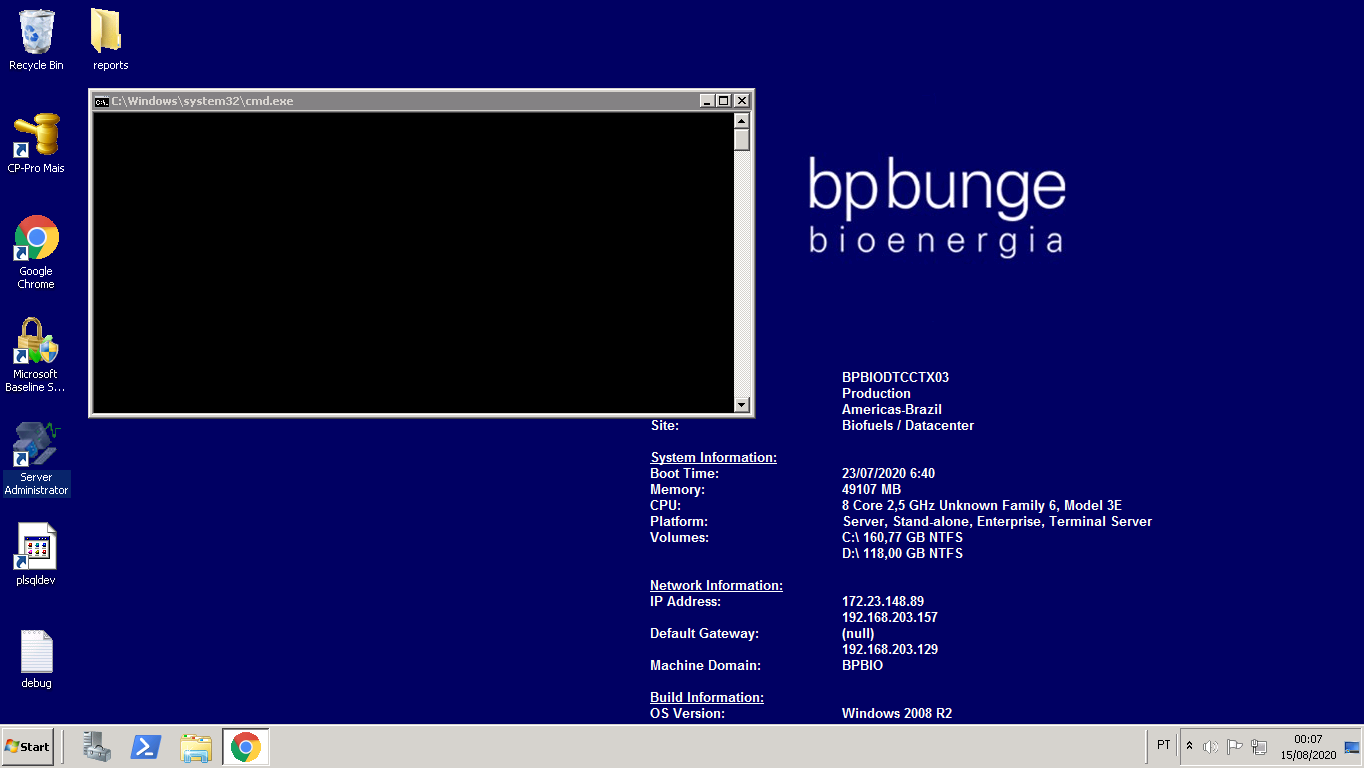 Recycle Bin
reports
CP-Pro Mais
Google
Chrome
Microsoft
Baseline S...
Server
Administrator
plsqldev
debug
C:\Windows\system32\cmd.exe
bpbunge
bioenergia
BPBIODTCCTX03
Production
Americas-Brazil
Site: Biofuels / Datacenter
System Information:
Boot Time: 23/07/2020 6:40
Memory: 49107 MB
CPU: 8 Core 2,5 GHz Unknown Family 6, Model 3E
Platform: Server, Stand-alone, Enterprise, Terminal Server
Volumes: C:\ 160,77 GB NTFS
D:\ 118,00 GB NTFS
Network Information:
IP Address: 172.23.148.89
192.168.203.157
Default Gateway: (null)
192.168.203.129
Machine Domain: BPBIO
Build Information:
OS Version: Windows 2008 R2
Start
PT
00:07
15/08/2020